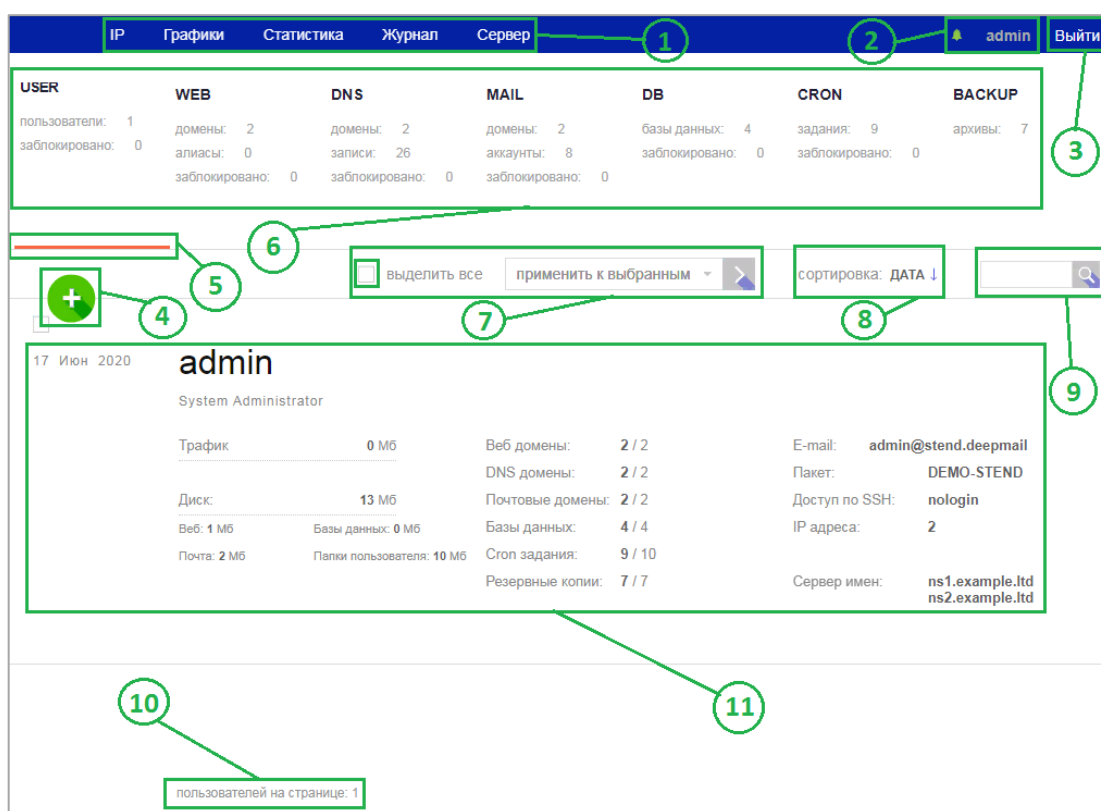 IP Графики Статистика Журнал Сервер 1 2 admin Выйти
USER WEB DNS MAIL DB CRON BACKUP
пользователи: 1 домены: 2 домены: 2 домены: 2 базы данных: 4 задания: 9 архивы: 7
заблокировано: 0 алиасы: 0 записи: 26 аккаунты: 8 заблокировано: 0 заблокировано: 0 3
заблокировано: 0 заблокировано: 0 заблокировано: 0
6
5 выделить все применить к выбранным сортировка: ДАТА ↓
4 7 8
17 Июн 2020 admin 9
System Administrator
Трафик 0 Мб Веб домены: 2 / 2 E-mail: admin@stend.deepmail
DNS домены: 2 / 2 Пакет: DEMO-STEND
Диск: 13 Мб Почтовые домены: 2 / 2 Доступ по SSH: nologin
Веб: 1 Мб Базы данных: 0 Мб Базы данных: 4 / 4 IP адреса: 2
Почта: 2 Мб Папки пользователя: 10 Мб Cron задания: 9 / 10
Резервные копии: 7 / 7 Сервер имен: ns1.example.ltd
ns2.example.ltd
10 11
пользователей на странице: 1